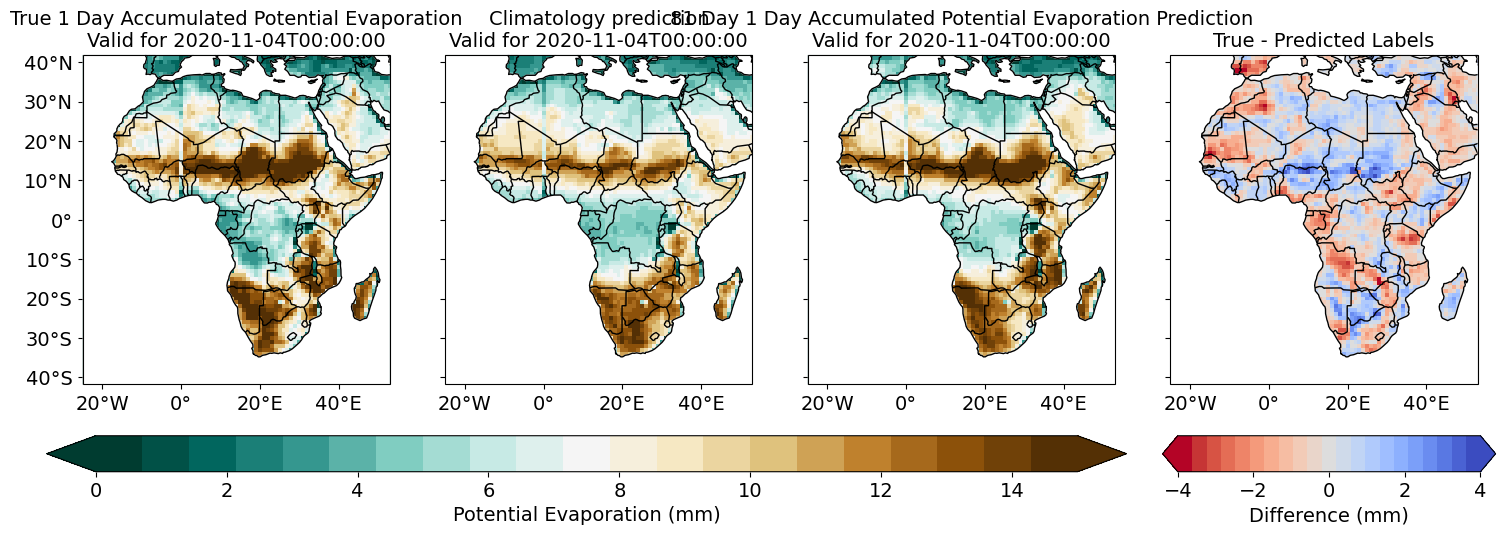 True 1 Day Accumulated Potential Evaporation
Valid for 2020-11-04T00:00:00
Climatology prediction
Valid for 2020-11-04T00:00:00
81 Day 1 Day Accumulated Potential Evaporation Prediction
Valid for 2020-11-04T00:00:00
True - Predicted Labels
40°N
30°N
20°N
10°N
0°
10°S
20°S
30°S
40°S
20°W 0° 20°E 40°E
20°W 0° 20°E 40°E
20°W 0° 20°E 40°E
20°W 0° 20°E 40°E
0 2 4 6 8 10 12 14
Potential Evaporation (mm)
−4 −2 0 2 4
Difference (mm)